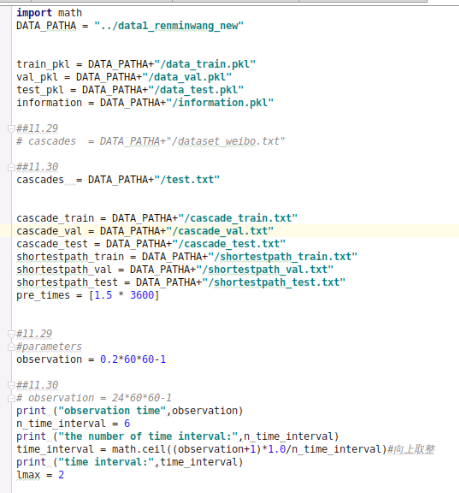 import math
DATA_PATHA = "../data1_renminwang_new"
train_pkl = DATA_PATHA+"/data_train.pkl"
val_pkl = DATA_PATHA+"/data_val.pkl"
test_pkl = DATA_PATHA+"/data_test.pkl"
information = DATA_PATHA+"/information.pkl"
##11.29
# cascades  = DATA_PATHA+"/dataset_weibo.txt"
##11.30
cascades  = DATA_PATHA+"/test.txt"
cascade_train = DATA_PATHA+"/cascade_train.txt"
cascade_val = DATA_PATHA+"/cascade_val.txt"
cascade_test = DATA_PATHA+"/cascade_test.txt"
shortestpath_train = DATA_PATHA+"/shortestpath_train.txt"
shortestpath_val = DATA_PATHA+"/shortestpath_val.txt"
shortestpath_test = DATA_PATHA+"/shortestpath_test.txt"
pre_times = [1.5 * 3600]
#11.29
#parameters
observation = 0.2*60*60-1
##11.30
# observation = 24*60*60-1
print ("observation time",observation)
n_time_interval = 6
print ("the number of time interval:",n_time_interval)
time_interval = math.ceil((observation+1)*1.0/n_time_interval)#向上取整
print ("time interval:",time_interval)
lmax = 2